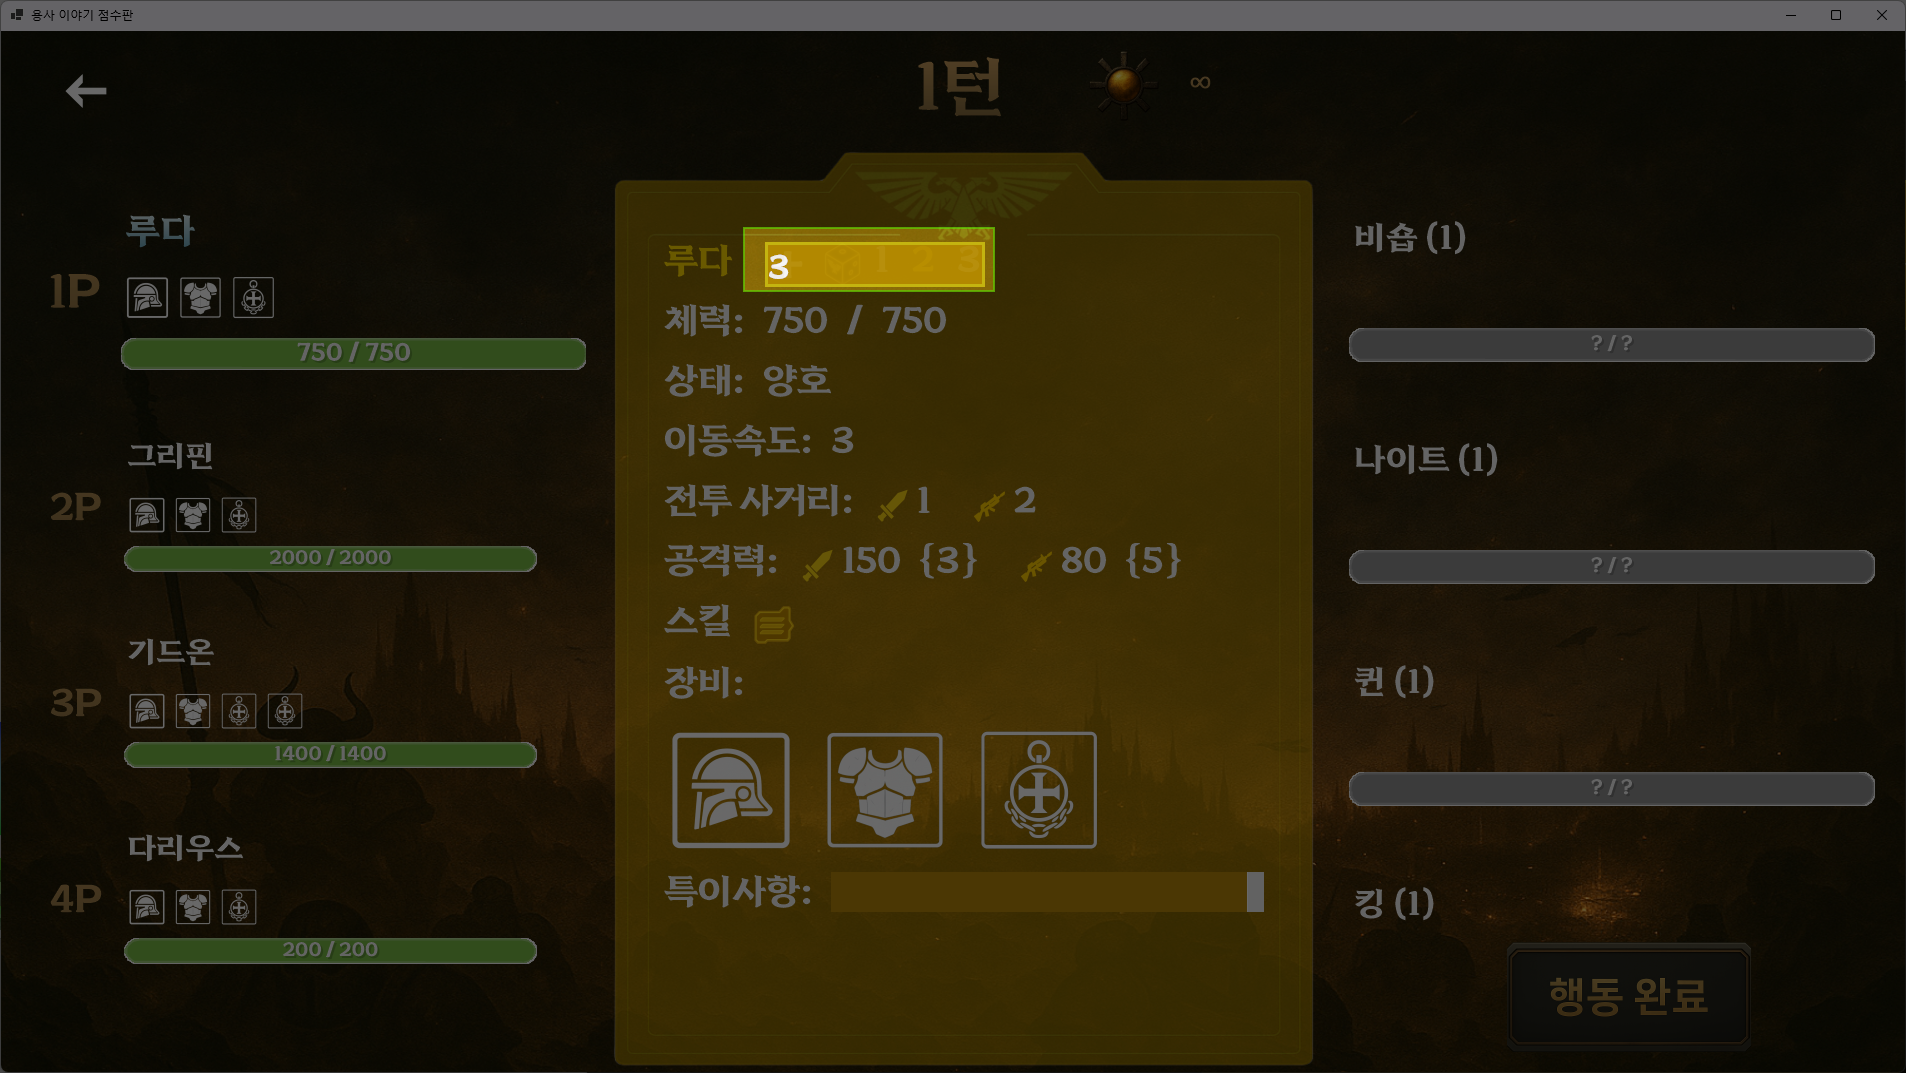 용사 이야기 점수판
1턴
∞
루다
1P
750 / 750
그리핀
2P
2000 / 2000
기드온
3P
1400 / 1400
다리우스
4P
200 / 200
루다
3
1 2 3
체력: 750 / 750
상태: 양호
이동속도: 3
전투 사거리: 1 2
공격력: 150 {3} 80 {5}
스킬
장비:
특이사항:
비숍 (1)
? / ?
나이트 (1)
? / ?
퀸 (1)
? / ?
킹 (1)
행동 완료